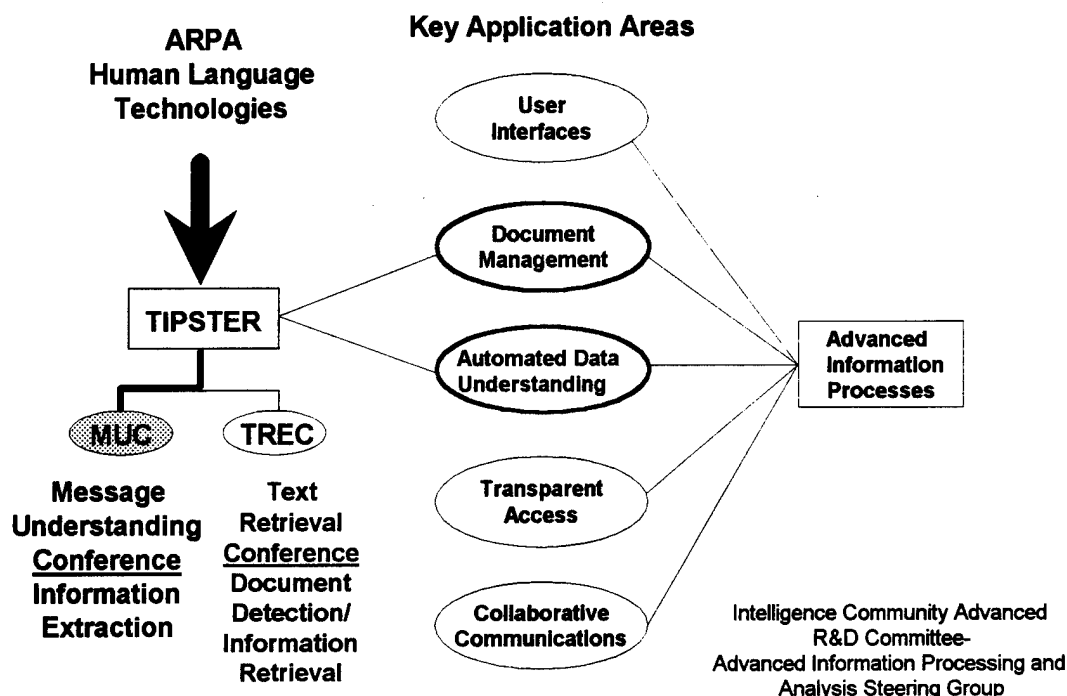 Key Application Areas
ARPA
Human Language
Technologies
User
Interfaces
Document
Management
TIPSTER
Automated Data
Understanding
Advanced
Information
Processes
MUC
TREC
Message
Understanding
Conference
Information
Extraction
Text
Retrieval
Conference
Document
Detection/
Information
Retrieval
Transparent
Access
Collaborative
Communications
Intelligence Community Advanced
R&D Committee-
Advanced Information Processing and
Analysis Steering Group